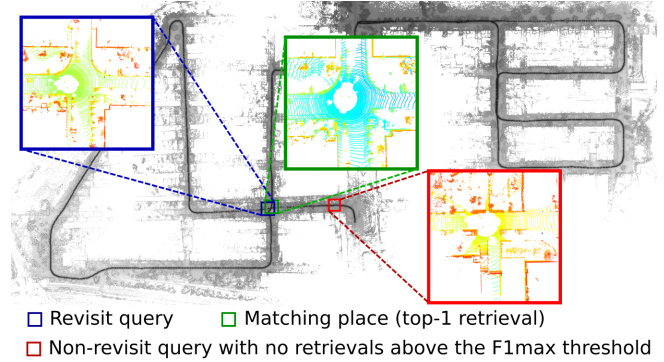 Revisit query
Matching place (top-1 retrieval)
Non-revisit query with no retrievals above the F1max threshold